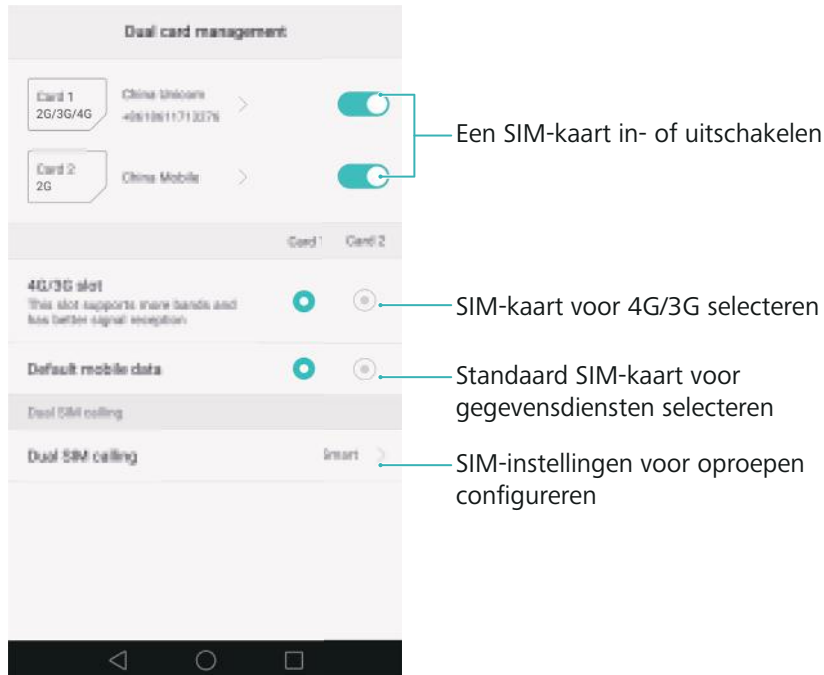 Dual card management
Card 1
2G/3G/4G
China Unicom
Card 2
2G
China Mobile
Een SIM-kaart in- of uitschakelen
Card 1 Card 2
4G/3G slot
This slot supports more bands and
has better signal reception
SIM-kaart voor 4G/3G selecteren
Default mobile data
Standaard SIM-kaart voor
gegevensdiensten selecteren
Dual SIM calling
Dual SIM calling
Smart
SIM-instellingen voor oproepen
configureren